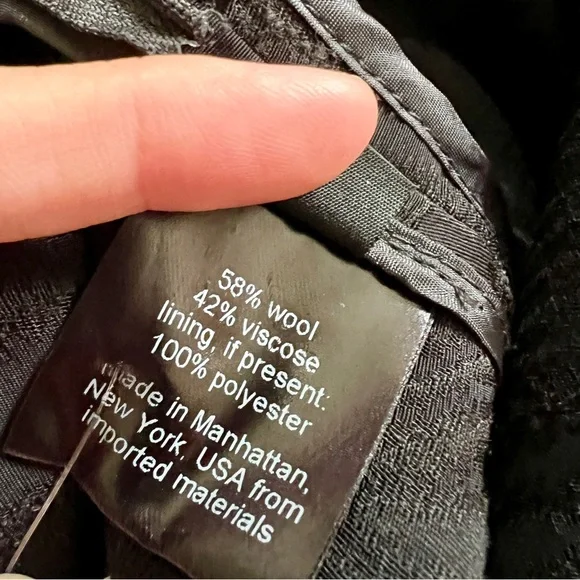 58% wool
42% viscose
lining, if present:
100% polyester
made in Manhattan,
New York, USA from
imported materials